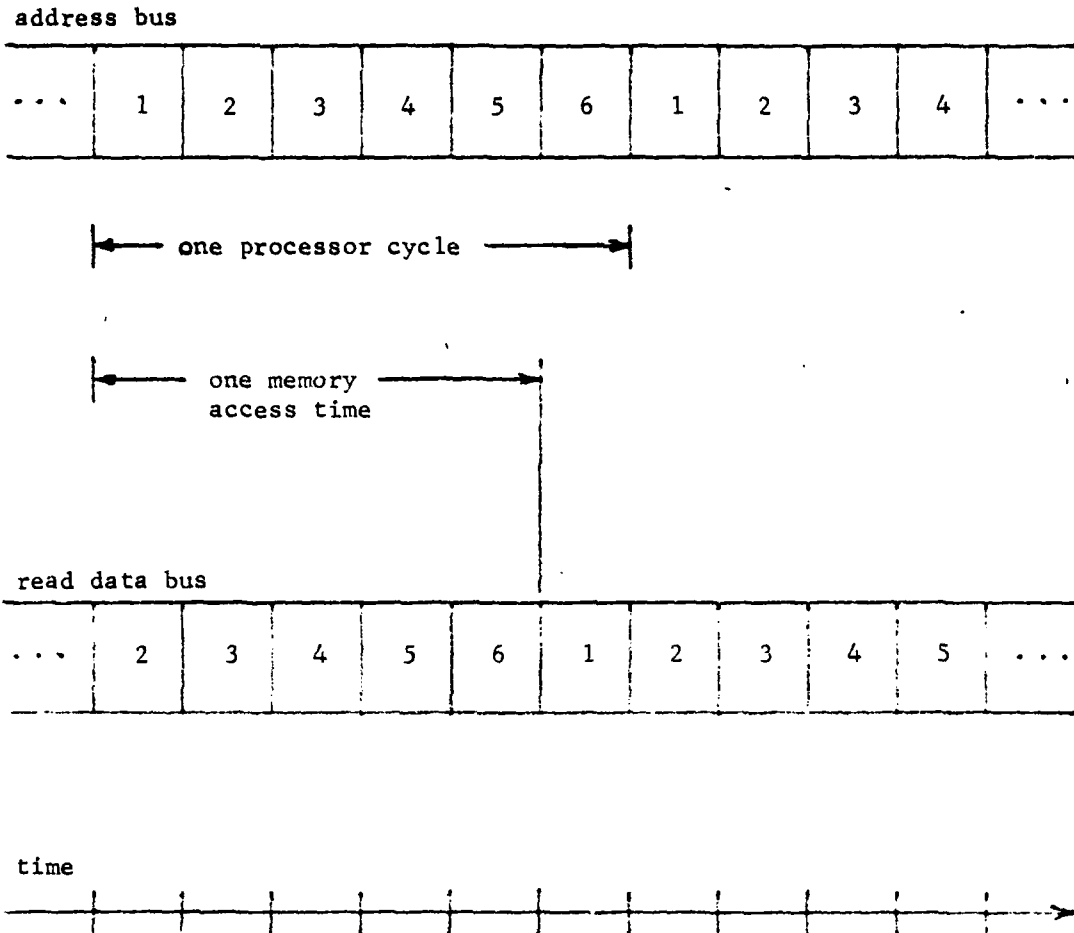 address bus
... 1 2 3 4 5 6 1 2 3 4 ...
one processor cycle
one memory
access time
read data bus
... 2 3 4 5 6 1 2 3 4 5 ...
time